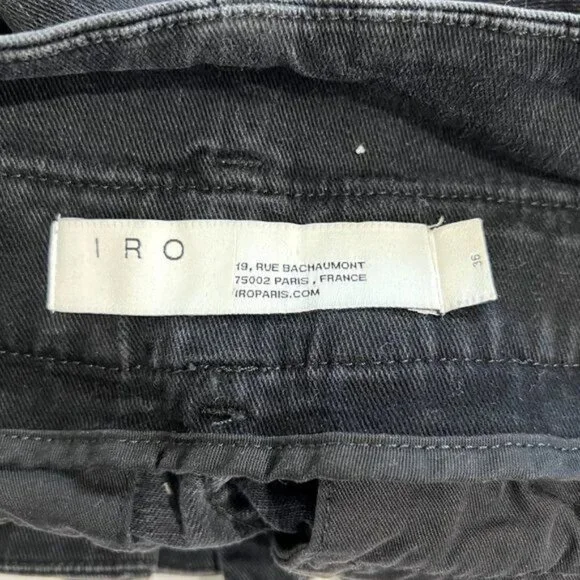 IRO
19, RUE BACHAUMONT
75002 PARIS , FRANCE
IROPARIS.COM
36